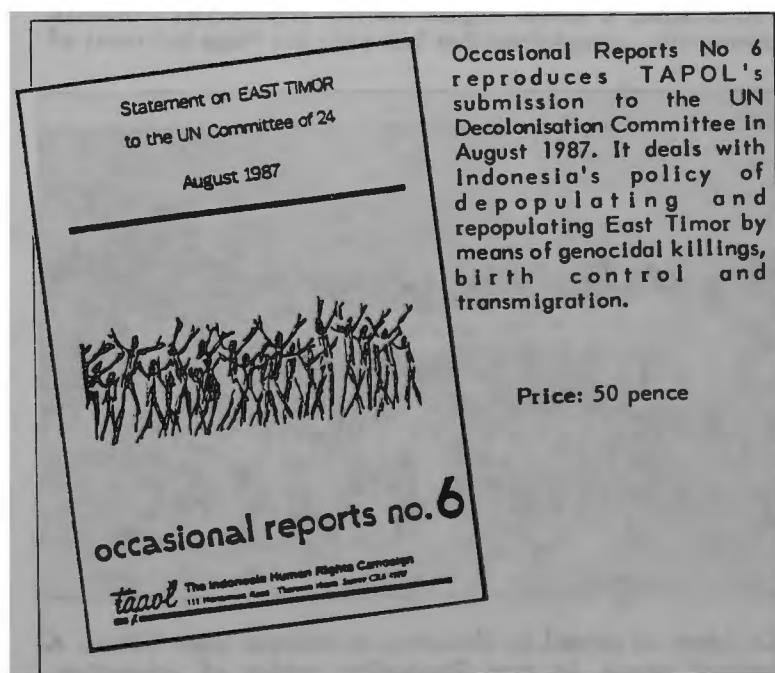 Statement on EAST TIMOR
to the UN Committee of 24
August 1987
occasional reports no. 6
tapol The Indonesia Human Rights Campaign
111
Occasional Reports No 6
reproduces TAPOL's
submission to the UN
Decolonisation Committee in
August 1987. It deals with
Indonesia's policy of
depopulating and
repopulating East Timor by
means of genocidal killings,
birth control and
transmigration.
Price: 50 pence